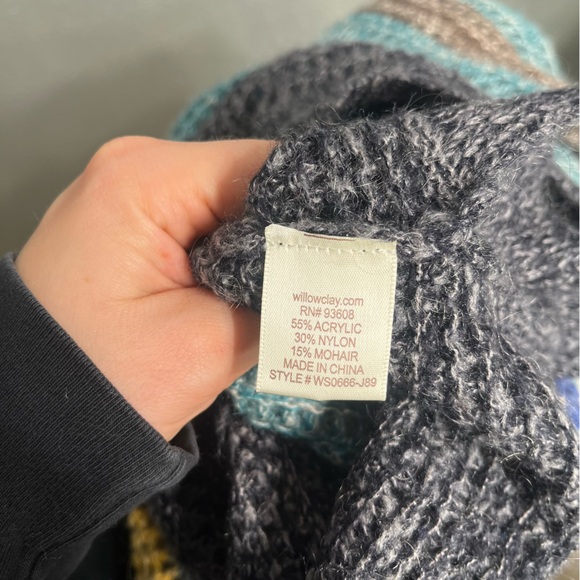 willowclay.com
RN# 93608
55% ACRYLIC
30% NYLON
15% MOHAIR
MADE IN CHINA
STYLE # WS0666-J89